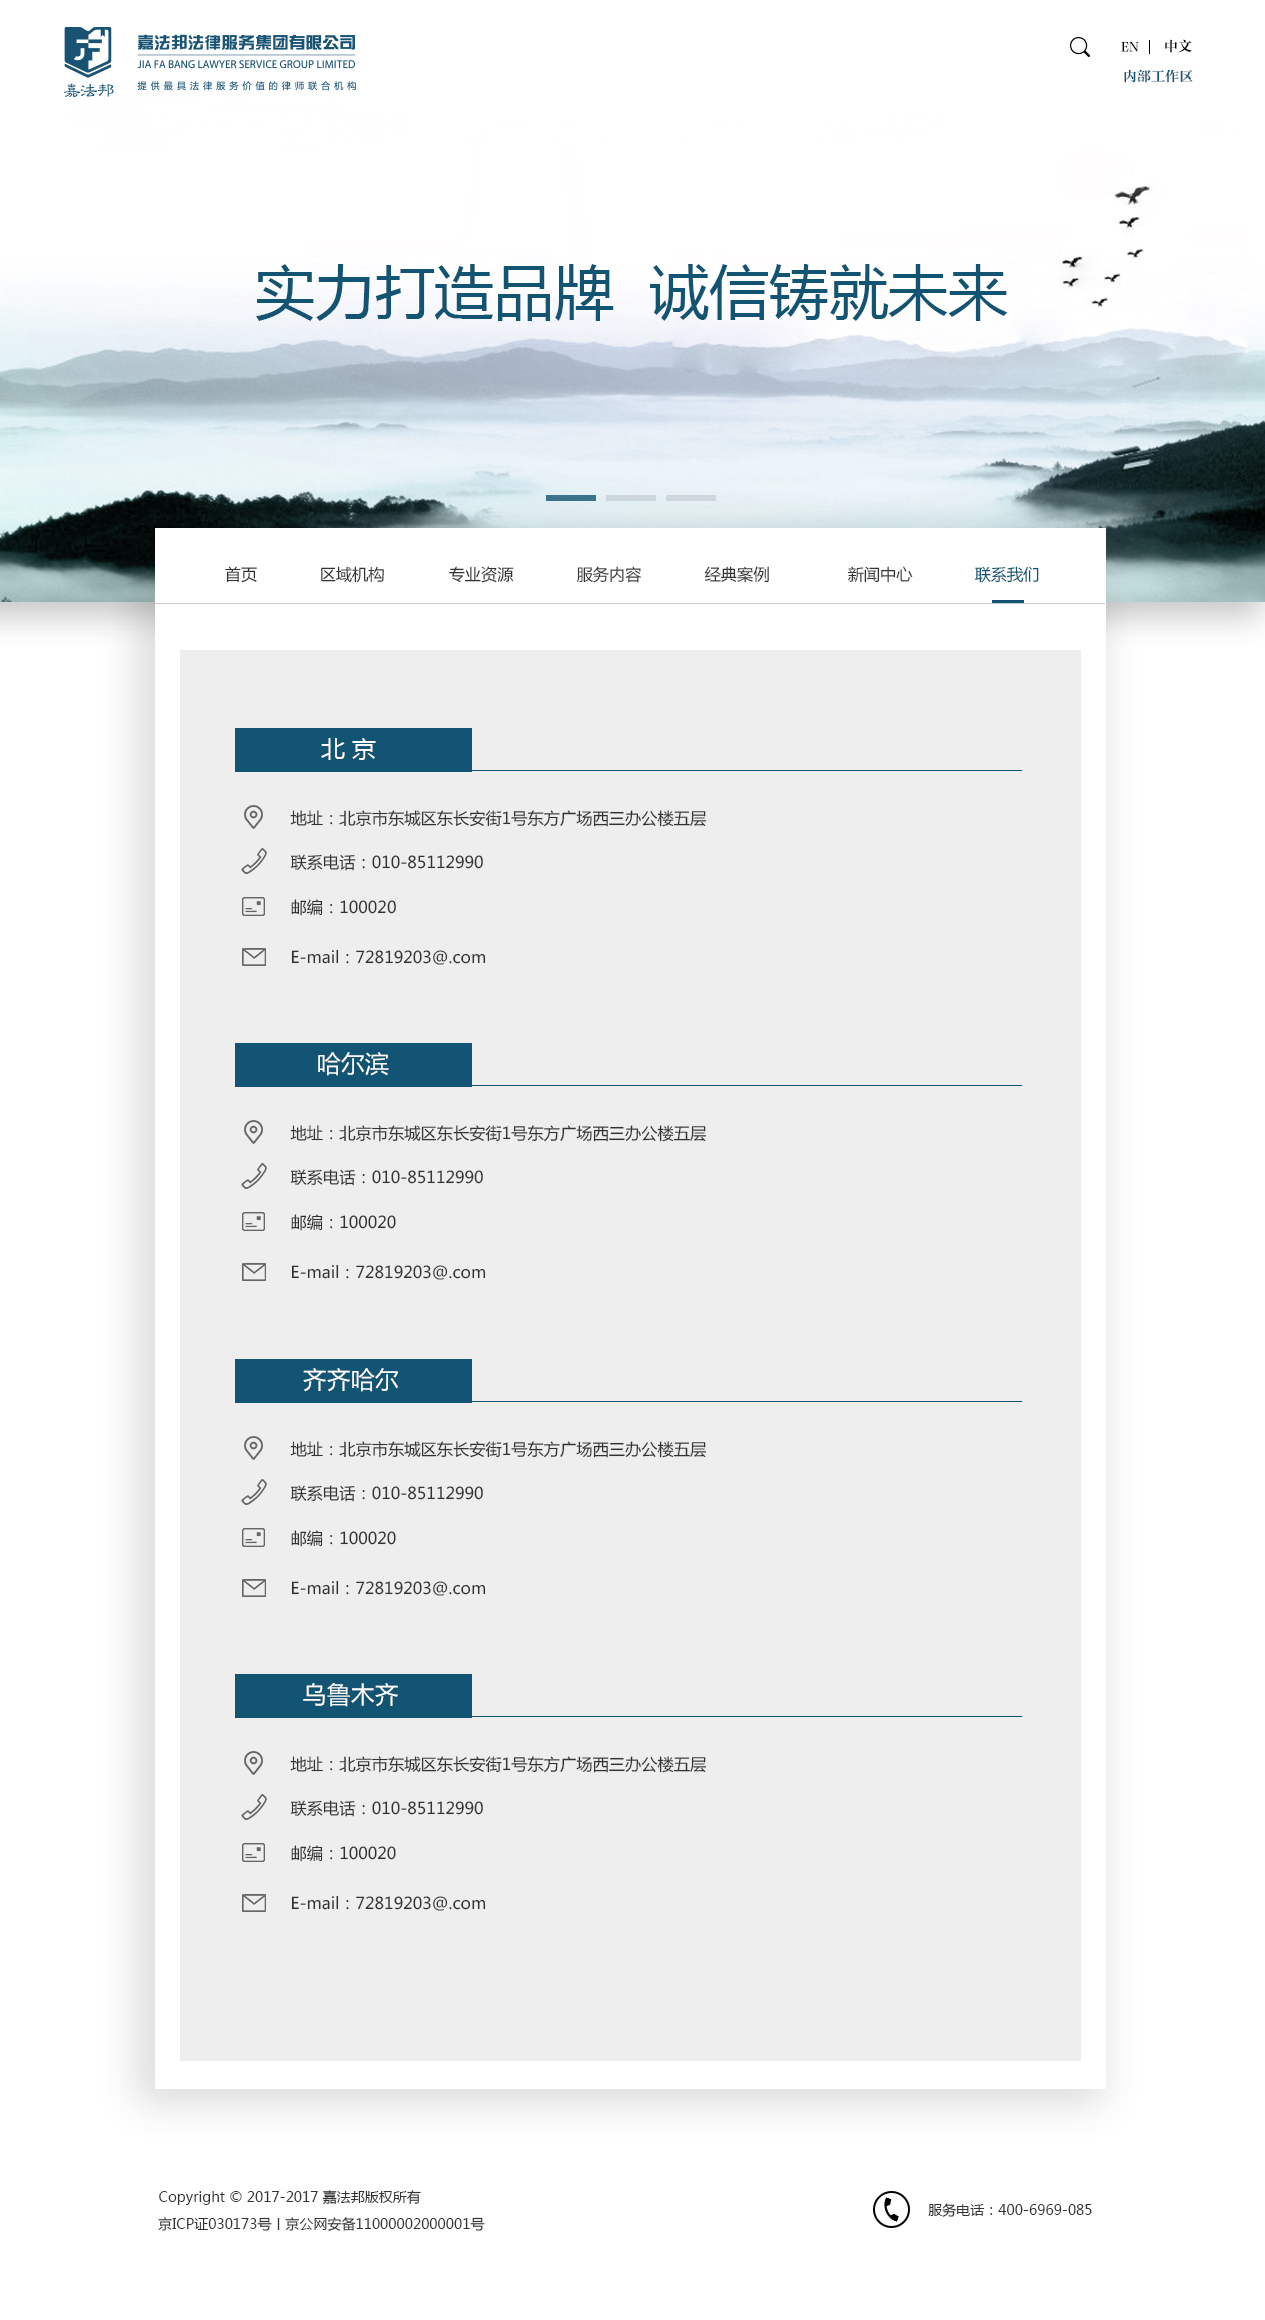 嘉法邦
嘉法邦法律服务集团有限公司
JIA FA BANG LAWYER SERVICE GROUP LIMITED
提供最具法律服务价值的律师联合机构
EN | 中文
内部工作区
实力打造品牌 诚信铸就未来
首页 区域机构 专业资源 服务内容 经典案例 新闻中心 联系我们
北 京
地址：北京市东城区东长安街1号东方广场西三办公楼五层
联系电话：010-85112990
邮编：100020
E-mail：72819203@.com
哈尔滨
地址：北京市东城区东长安街1号东方广场西三办公楼五层
联系电话：010-85112990
邮编：100020
E-mail：72819203@.com
齐齐哈尔
地址：北京市东城区东长安街1号东方广场西三办公楼五层
联系电话：010-85112990
邮编：100020
E-mail：72819203@.com
乌鲁木齐
地址：北京市东城区东长安街1号东方广场西三办公楼五层
联系电话：010-85112990
邮编：100020
E-mail：72819203@.com
Copyright © 2017-2017 嘉法邦版权所有
京ICP证030173号 | 京公网安备11000002000001号
服务电话：400-6969-085